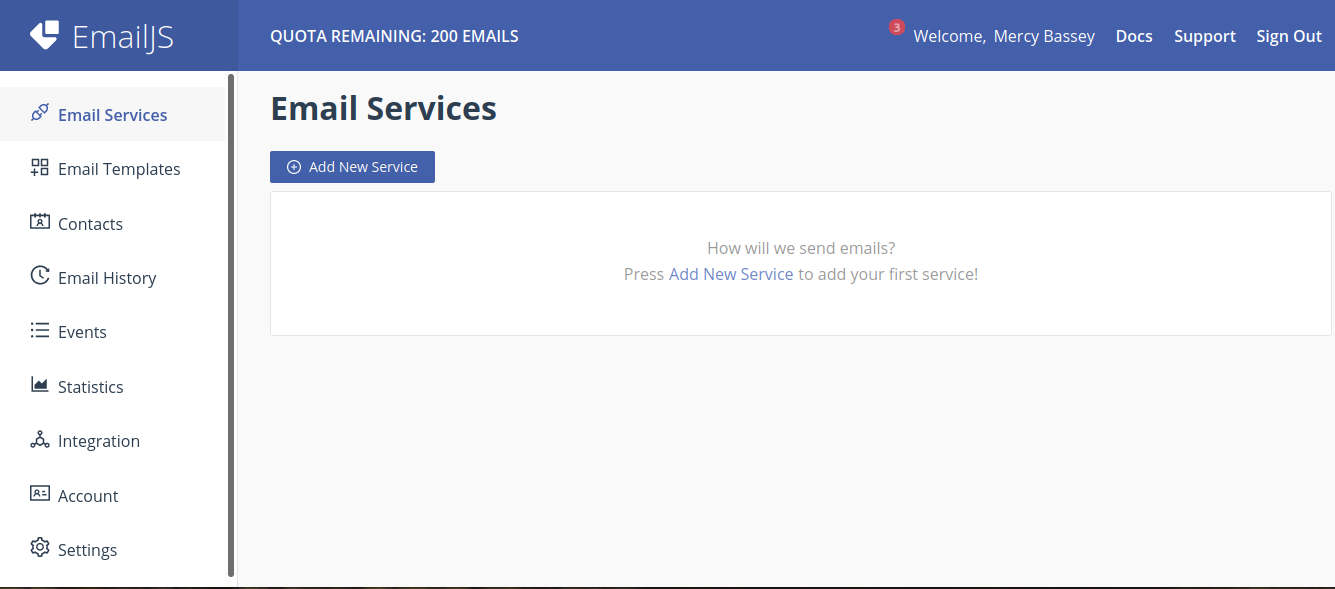 EmailJS
QUOTA REMAINING: 200 EMAILS
3
Welcome, Mercy Bassey
Docs
Support
Sign Out
Email Services
Email Templates
Contacts
Email History
Events
Statistics
Integration
Account
Settings
Email Services
Add New Service
How will we send emails?
Press Add New Service to add your first service!